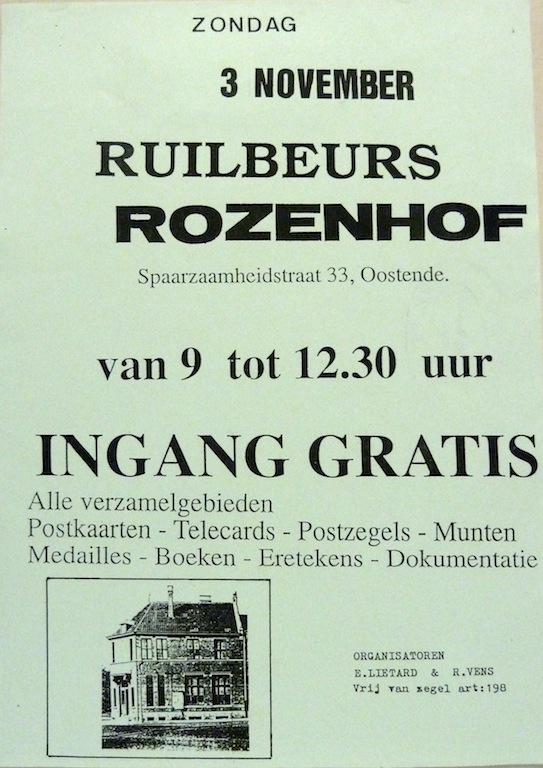 ZONDAG
3 NOVEMBER
RUILBEURS
ROZENHOF
Spaarzaamheidstraat 33, Oostende.
van 9 tot 12.30 uur
INGANG GRATIS
Alle verzamelgebieden
Postkaarten - Telecards - Postzegels - Munten
Medailles - Boeken - Eretekens - Dokumentatie
ORGANISATOREN
E.LIETARD & R.VENS
Vrij van zegel art:198